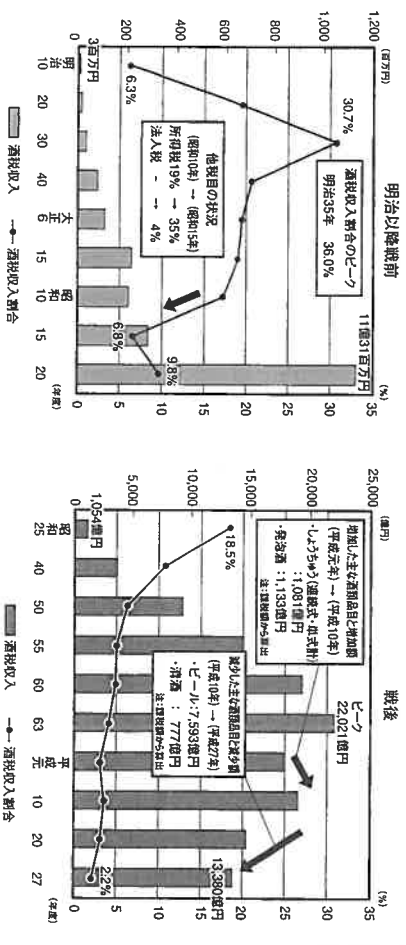 明治以降戦前
(百万円)
1,200
1,000
800
600
400
200
0
3百万円
6.3%
30.7%
酒税収入割合のピーク
明治35年 36.0%
他税目の状況
(昭和10年) → (昭和15年)
所得税19% → 35%
法人税 - → 4%
6.8%
9.8%
11億31百万円
(%)
35
30
25
20
15
10
5
0
明治
10
20
30
40
大正
6
15
昭和
10
15
20
(年度)
酒税収入
酒税収入割合
戦後
(億円)
25,000
20,000
15,000
10,000
5,000
0
1,054億円
18.5%
増加した主な酒類品目と増加額
(平成元年) → (平成10年)
・しょうちゅう(連続式・単式計)
:1,081億円
・発泡酒:1,133億円
注:課税額から算出
ピーク
22,021億円
減少した主な酒類品目と減少額
(平成10年) → (平成27年)
・ビール:7,593億円
・清酒 : 777億円
注:課税額から算出
13,380億円
2.2%
(%)
35
30
25
20
15
10
5
0
昭和
25
40
50
55
60
63
平成
元
10
20
27
(年度)
酒税収入
酒税収入割合